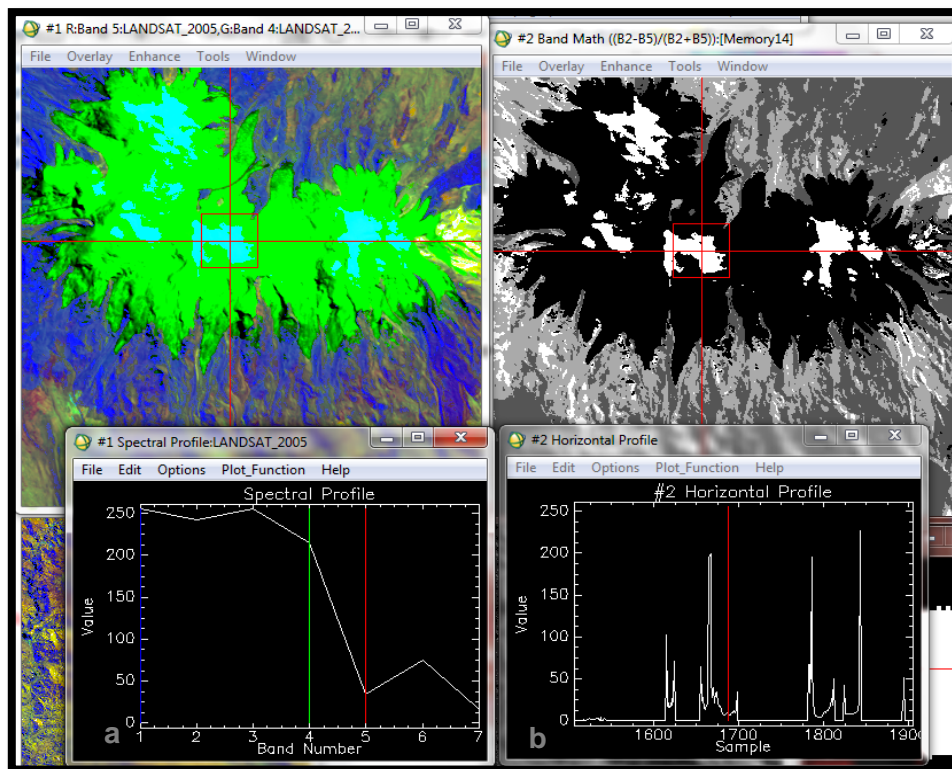 #1 R:Band 5:LANDSAT_2005,G:Band 4:LANDSAT_2...
File Overlay Enhance Tools Window
#2 Band Math ((B2-B5)/(B2+B5)):[Memory14]
File Overlay Enhance Tools Window
#1 Spectral Profile:LANDSAT_2005
File Edit Options Plot_Function Help
Spectral Profile
250
200
150
100
50
0
Value
1 2 3 4 5 6 7
Band Number
a
#2 Horizontal Profile
File Edit Options Plot_Function Help
#2 Horizontal Profile
250
200
150
100
50
0
Value
1600 1700 1800 1900
Sample
b